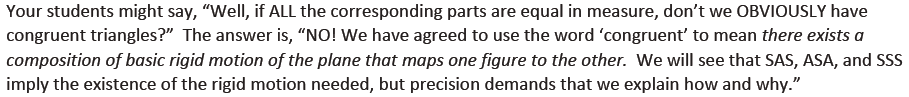 Your students might say, “Well, if ALL the corresponding parts are equal in measure, don’t we OBVIOUSLY have
congruent triangles?”  The answer is, “NO! We have agreed to use the word ‘congruent’ to mean there exists a
composition of basic rigid motion of the plane that maps one figure to the other.  We will see that SAS, ASA, and SSS
imply the existence of the rigid motion needed, but precision demands that we explain how and why.”